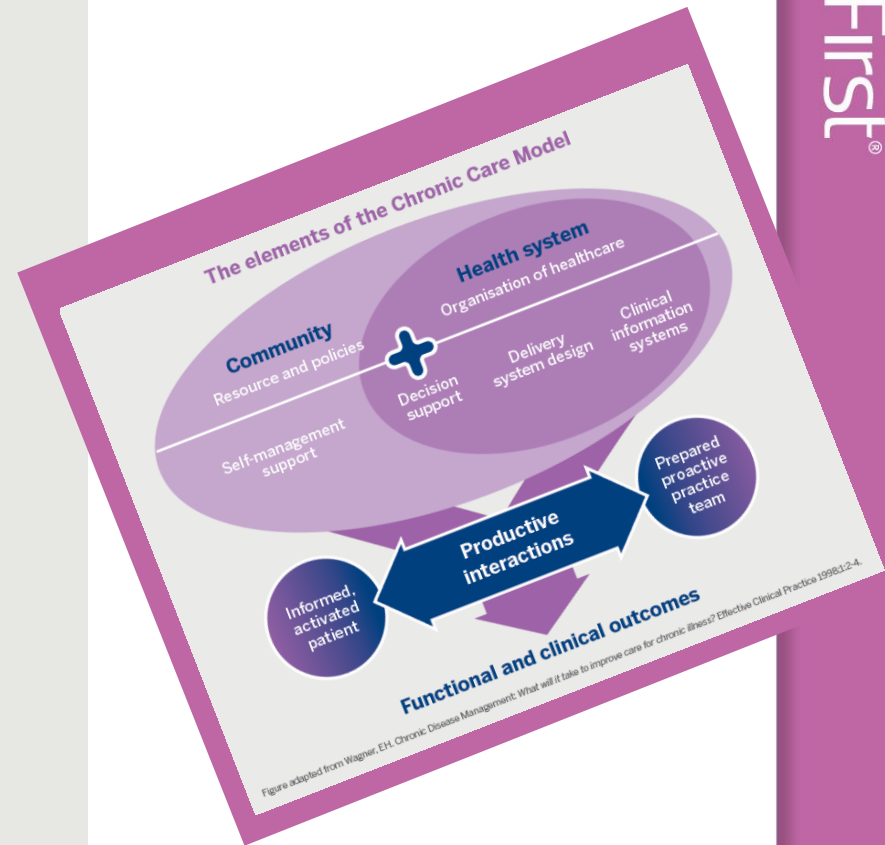 First®
The elements of the Chronic Care Model
Health system
Organisation of healthcare
Community
Resource and policies
Clinical
information
systems
Delivery
system design
Decision
support
Self-management
support
Prepared
proactive
practice
team
Productive
interactions
Informed,
activated
patient
Functional and clinical outcomes
Figure adapted from Wagner, EH. Chronic Disease Management: What will it take to improve care for chronic illness? Effective Clinical Practice 1998;1:2-4.